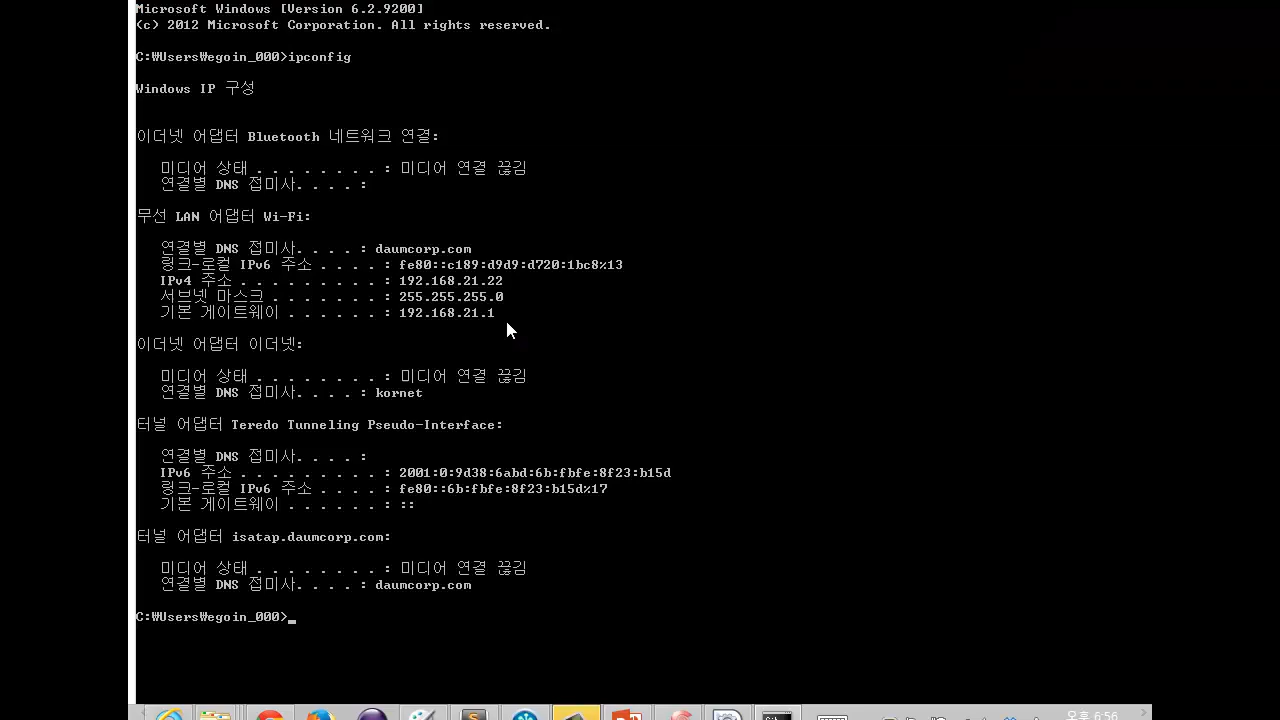 Microsoft Windows [Version 6.2.9200]
(c) 2012 Microsoft Corporation. All rights reserved.
C:₩Users₩egoin_000>ipconfig
Windows IP 구성
이더넷 어댑터 Bluetooth 네트워크 연결:
미디어 상태 . . . . . . . . : 미디어 연결 끊김
연결별 DNS 접미사. . . . :
무선 LAN 어댑터 Wi-Fi:
연결별 DNS 접미사. . . . : daumcorp.com
링크-로컬 IPv6 주소 . . . . : fe80::c189:d9d9:d720:1bc8%13
IPv4 주소 . . . . . . . . . : 192.168.21.22
서브넷 마스크 . . . . . . . : 255.255.255.0
기본 게이트웨이 . . . . . . : 192.168.21.1
이더넷 어댑터 이더넷:
미디어 상태 . . . . . . . . : 미디어 연결 끊김
연결별 DNS 접미사. . . . : kornet
터널 어댑터 Teredo Tunneling Pseudo-Interface:
연결별 DNS 접미사. . . . :
IPv6 주소 . . . . . . . . . : 2001:0:9d38:6abd:6b:fbfe:8f23:b15d
링크-로컬 IPv6 주소 . . . . : fe80::6b:fbfe:8f23:b15d%17
기본 게이트웨이 . . . . . . : ::
터널 어댑터 isatap.daumcorp.com:
미디어 상태 . . . . . . . . : 미디어 연결 끊김
연결별 DNS 접미사. . . . : daumcorp.com
C:₩Users₩egoin_000>_
오후 6:56